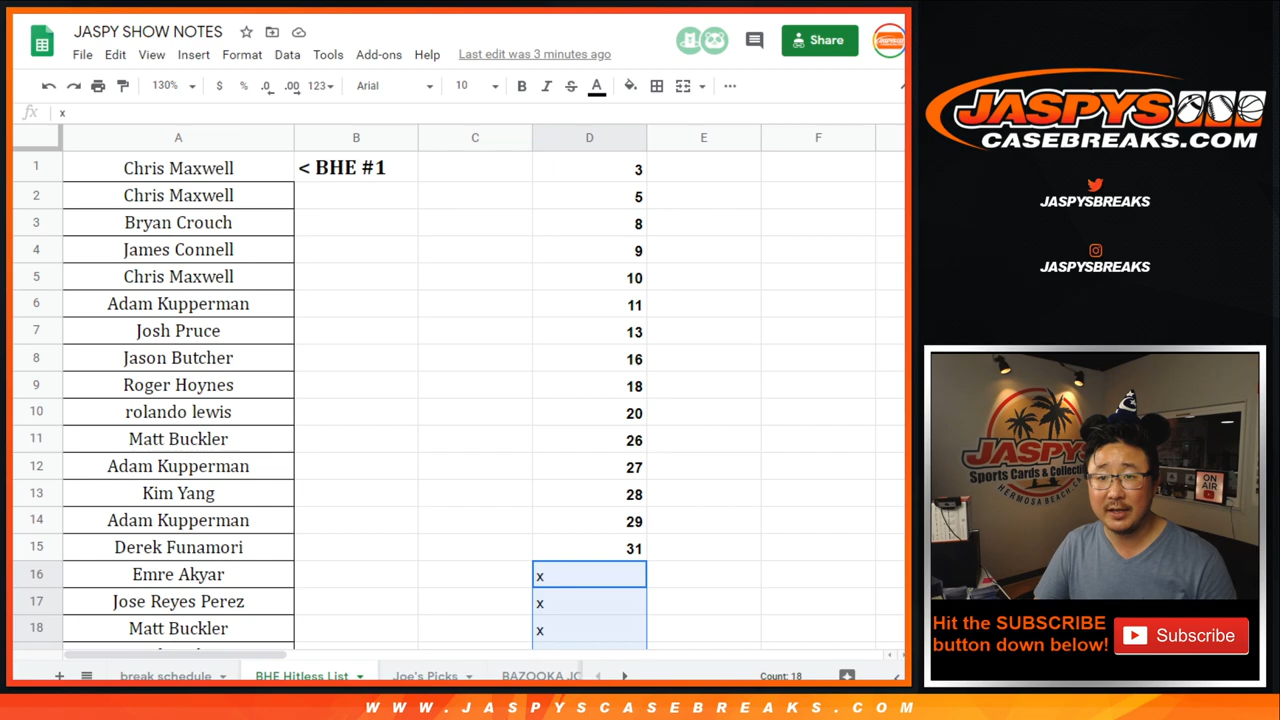 JASPY SHOW NOTES
File Edit View Insert Format Data Tools Add-ons Help Last edit was 3 minutes ago
Share
130% $ % .0 .00 123 Arial 10 B I S A
fx x
A B C D E F
1 Chris Maxwell < BHE #1 3
2 Chris Maxwell 5
3 Bryan Crouch 8
4 James Connell 9
5 Chris Maxwell 10
6 Adam Kupperman 11
7 Josh Pruce 13
8 Jason Butcher 16
9 Roger Hoynes 18
10 rolando lewis 20
11 Matt Buckler 26
12 Adam Kupperman 27
13 Kim Yang 28
14 Adam Kupperman 29
15 Derek Funamori 31
16 Emre Akyar x
17 Jose Reyes Perez x
18 Matt Buckler x
break schedule BHE Hitless List Joe's Picks BAZOOKA JO Count: 18
JASPYS
CASEBREAKS.COM
JASPYSBREAKS
JASPYSBREAKS
JASPYS
Sports Cards &
HERMOSA BEACH, CA
ON AIR
Hit the SUBSCRIBE
button down below!
Subscribe
WWW.JASPYSCASEBREAKS.COM